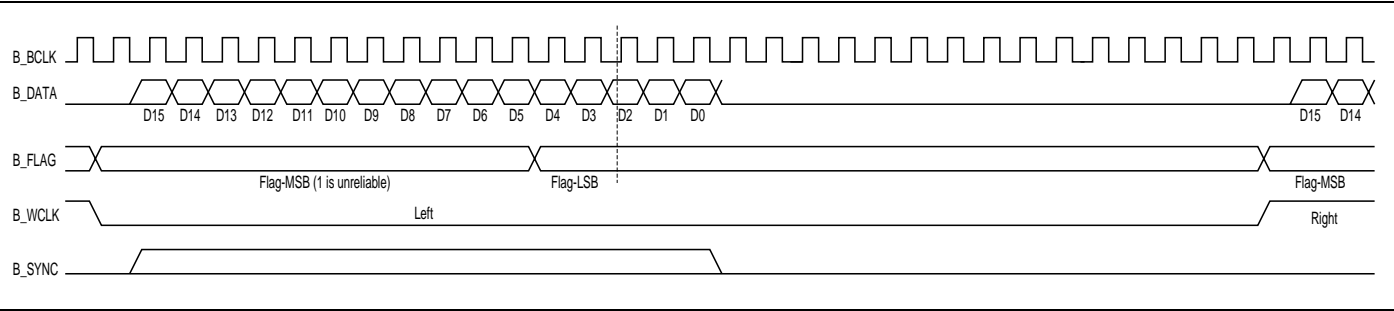 B_BCLK
B_DATA
D15 D14 D13 D12 D11 D10 D9 D8 D7 D6 D5 D4 D3 D2 D1 D0 D15 D14
B_FLAG
Flag-MSB (1 is unreliable) Flag-LSB Flag-MSB
B_WCLK Left Right
B_SYNC